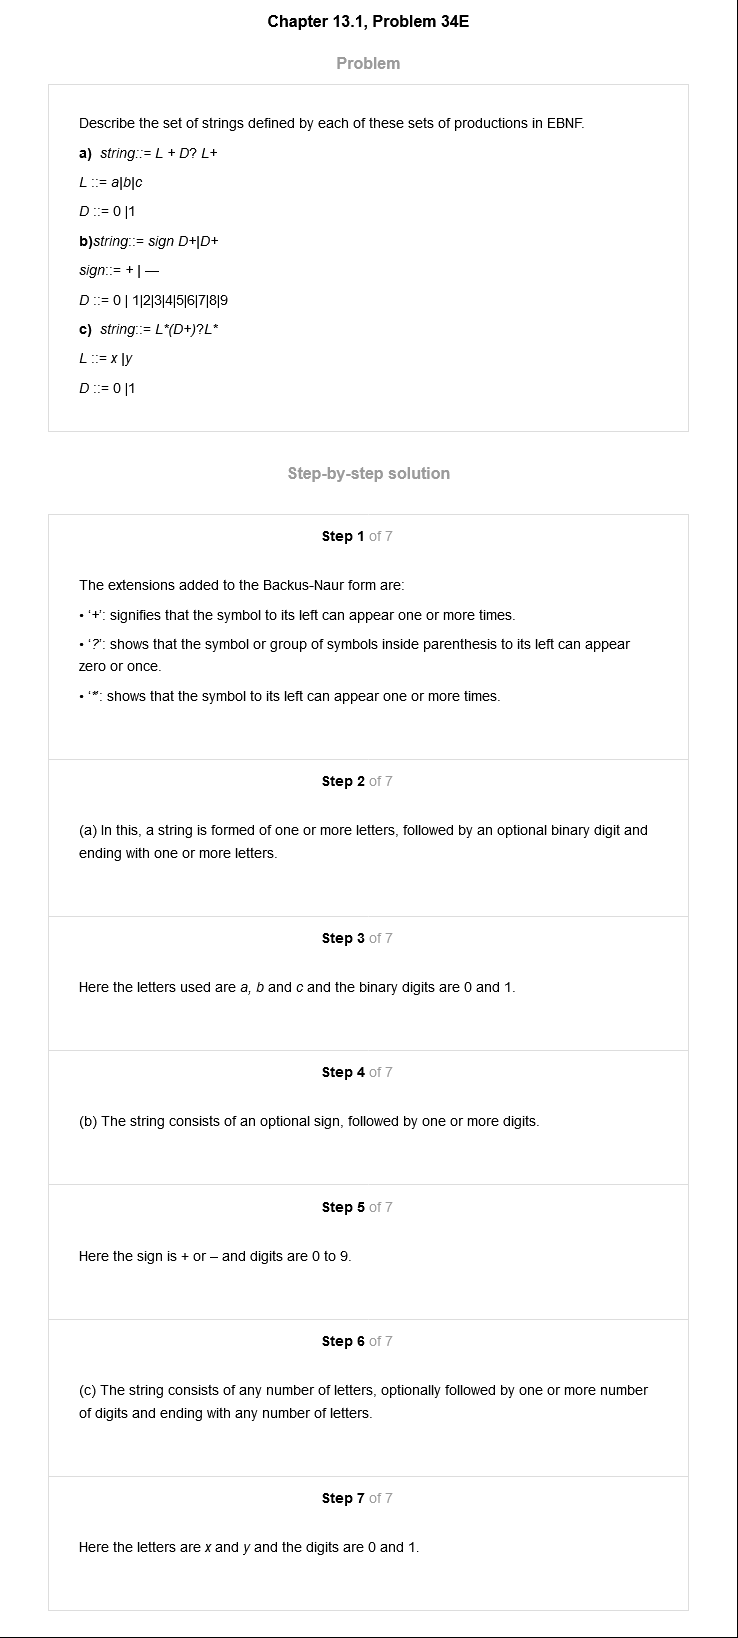 Chapter 13.1, Problem 34E
Problem
Describe the set of strings defined by each of these sets of productions in EBNF.
a) string::= L + D? L+
L ::= a|b|c
D ::= 0 |1
b)string::= sign D+|D+
sign::= + | —
D ::= 0 | 1|2|3|4|5|6|7|8|9
c) string::= L*(D+)?L*
L ::= x |y
D ::= 0 |1
Step-by-step solution
Step 1 of 7
The extensions added to the Backus-Naur form are:
• ‘+’: signifies that the symbol to its left can appear one or more times.
• ‘?’: shows that the symbol or group of symbols inside parenthesis to its left can appear
zero or once.
• ‘*’: shows that the symbol to its left can appear one or more times.
Step 2 of 7
(a) In this, a string is formed of one or more letters, followed by an optional binary digit and
ending with one or more letters.
Step 3 of 7
Here the letters used are a, b and c and the binary digits are 0 and 1.
Step 4 of 7
(b) The string consists of an optional sign, followed by one or more digits.
Step 5 of 7
Here the sign is + or – and digits are 0 to 9.
Step 6 of 7
(c) The string consists of any number of letters, optionally followed by one or more number
of digits and ending with any number of letters.
Step 7 of 7
Here the letters are x and y and the digits are 0 and 1.